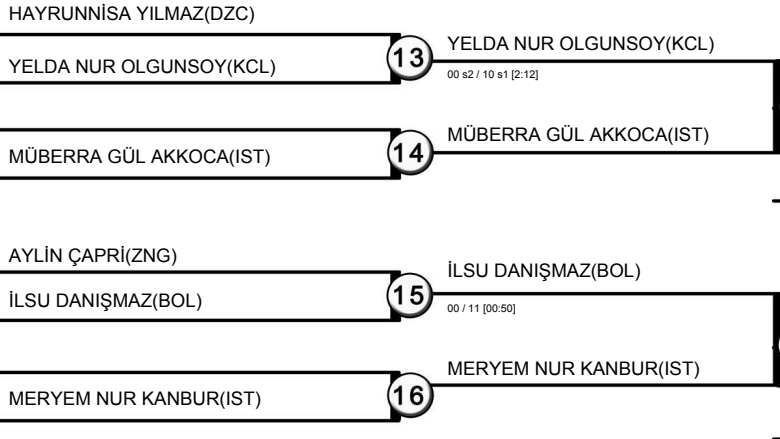 HAYRUNNİSA YILMAZ(DZC)
13
YELDA NUR OLGUNSOY(KCL)
YELDA NUR OLGUNSOY(KCL)
00 s2 / 10 s1 [2:12]
MÜBERRA GÜL AKKOCA(IST)
14
MÜBERRA GÜL AKKOCA(IST)
AYLİN ÇAPRİ(ZNG)
İLSU DANIŞMAZ(BOL)
15
İLSU DANIŞMAZ(BOL)
00 / 11 [00:50]
MERYEM NUR KANBUR(IST)
16
MERYEM NUR KANBUR(IST)